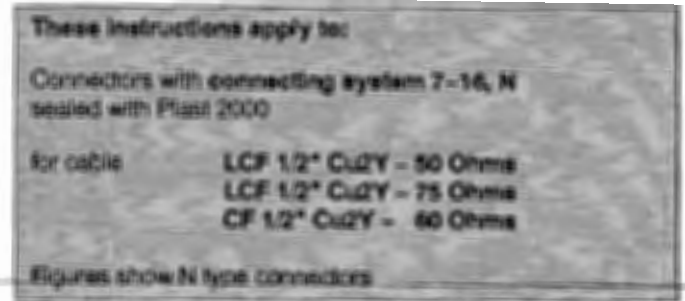 These instructions apply to:
Connectors with connecting system 7-16, N
sealed with Plast 2000
for cable LCF 1/2" Cu2Y - 50 Ohms
LCF 1/2" Cu2Y - 75 Ohms
CF 1/2" Cu2Y - 60 Ohms
Figures show N type connectors